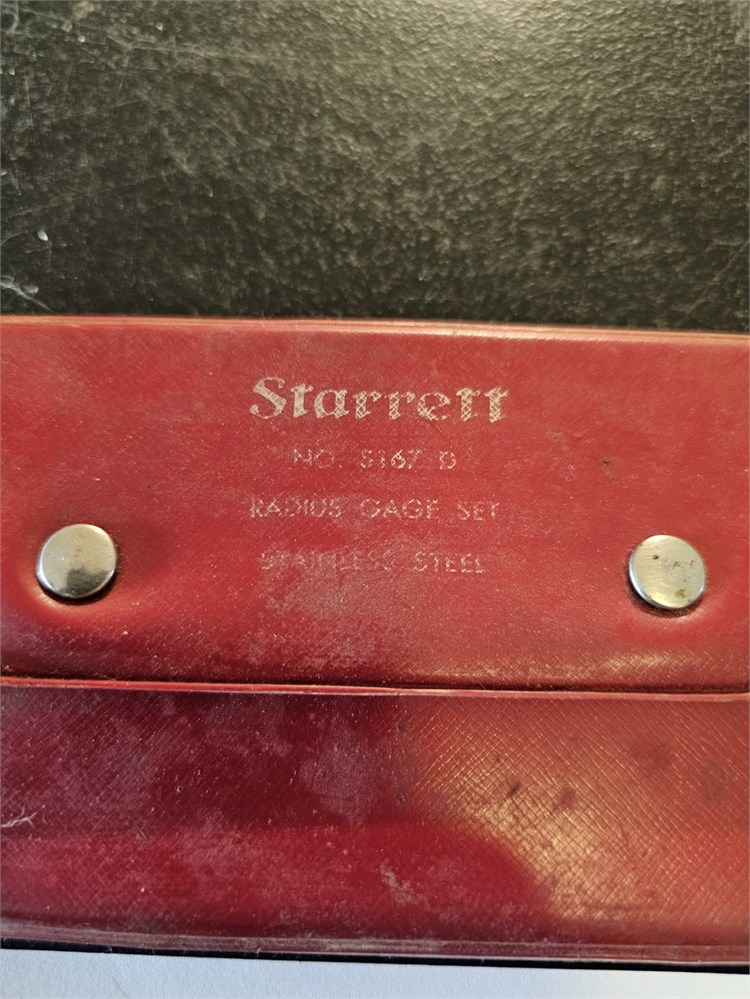 Starrett
NO. S167 D
RADIUS GAGE SET
STAINLESS STEEL